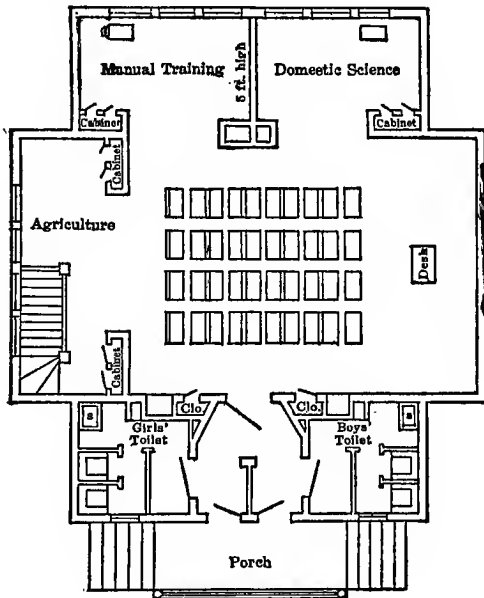 Manual Training
5 ft. high
Domestic Science
Cabinet
Cabinet
Cabinet
Agriculture
Desk
Cabinet
Clo.
Clo.
Girls'
Toilet
Boys'
Toilet
S
S
Porch